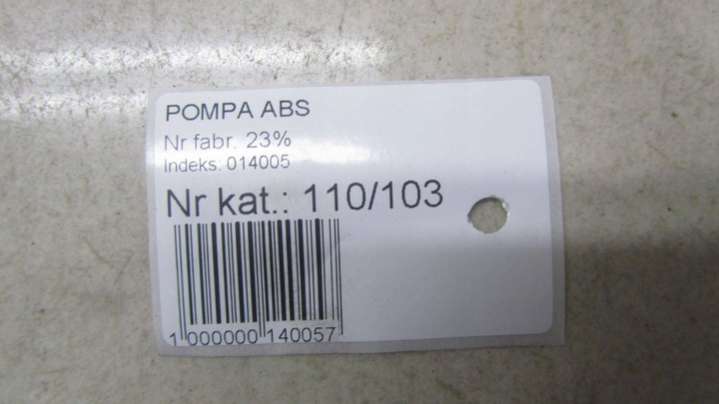 POMPA ABS
Nr fabr. 23%
Indeks: 014005
Nr kat.: 110/103
1 000000 140057